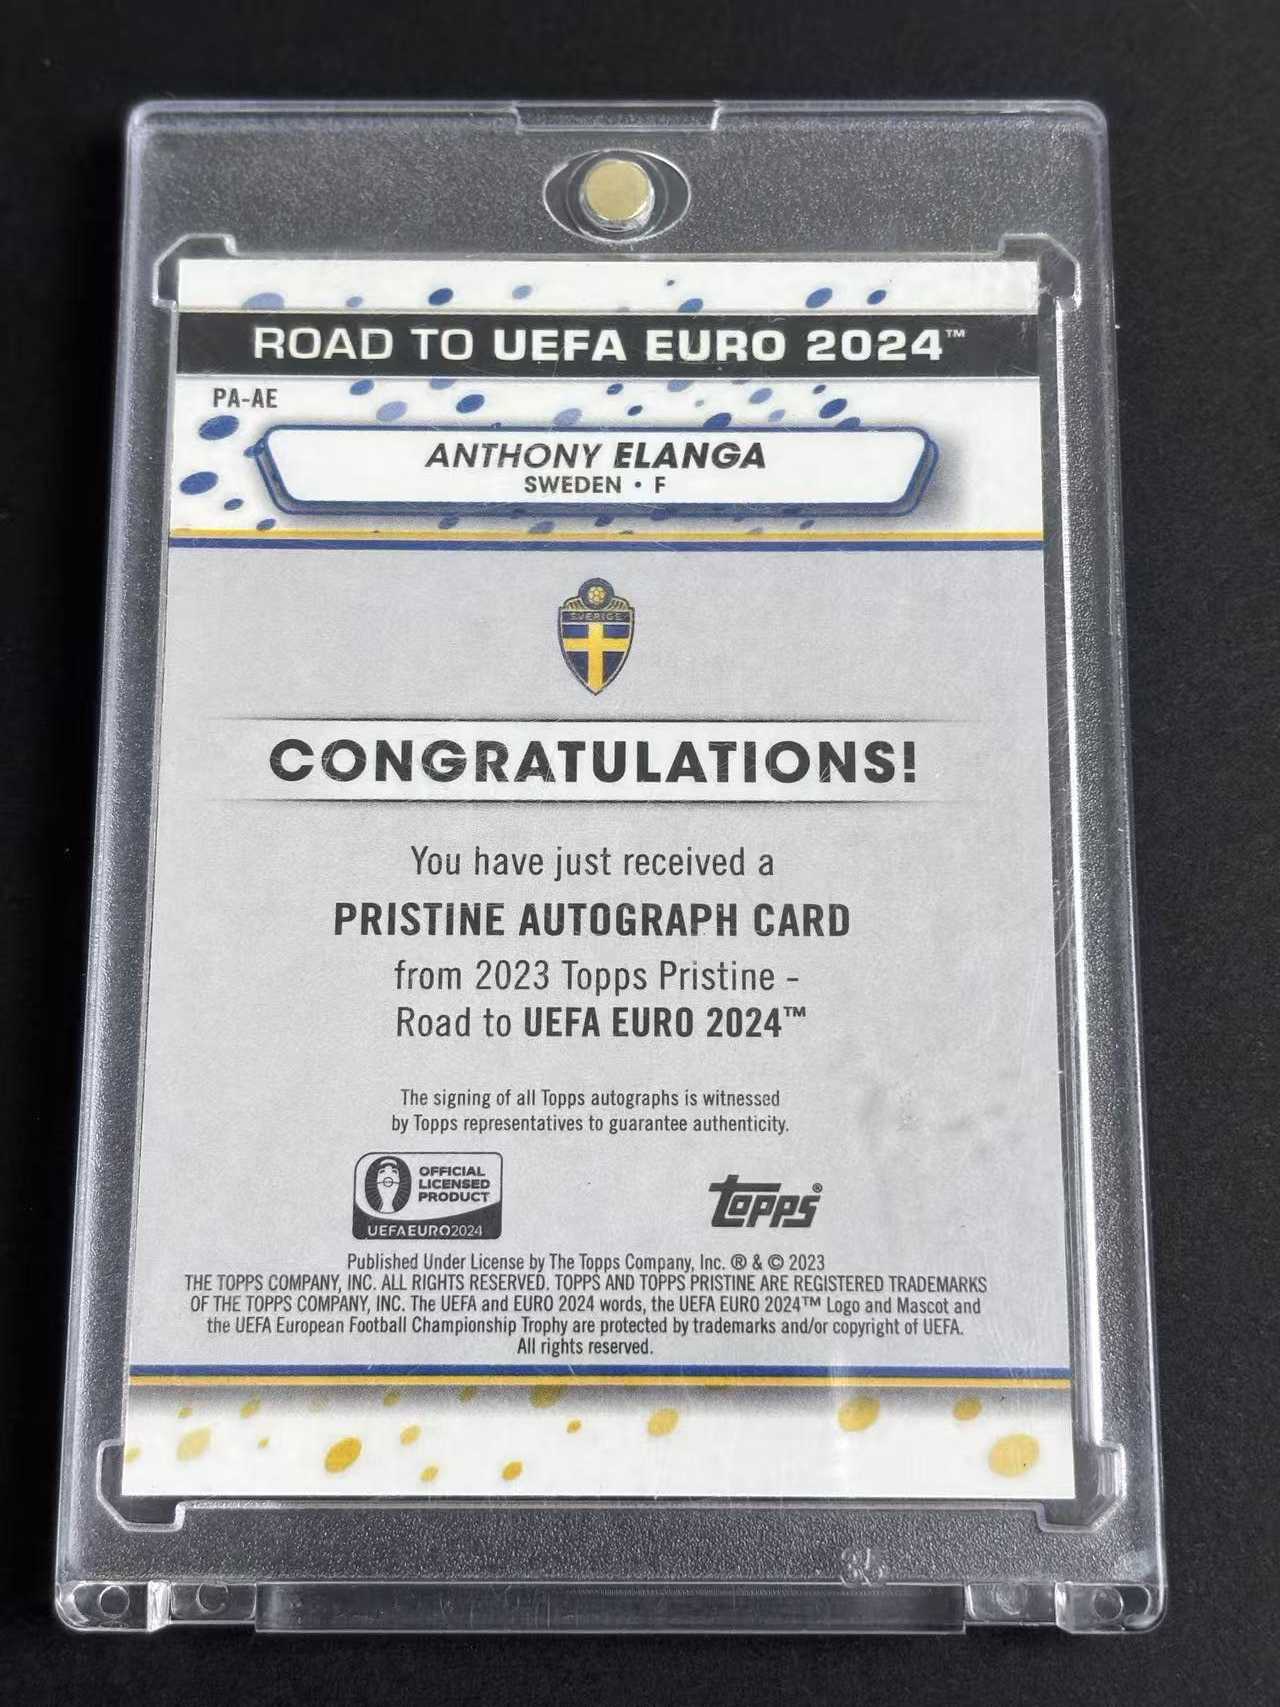 ROAD TO UEFA EURO 2024™
PA-AE
ANTHONY ELANGA
SWEDEN • F
SVERIGE
CONGRATULATIONS!
You have just received a
PRISTINE AUTOGRAPH CARD
from 2023 Topps Pristine -
Road to UEFA EURO 2024™
The signing of all Topps autographs is witnessed
by Topps representatives to guarantee authenticity.
OFFICIAL
LICENSED
PRODUCT
UEFAEURO2024
topps®
Published Under License by The Topps Company, Inc. ® & © 2023
THE TOPPS COMPANY, INC. ALL RIGHTS RESERVED. TOPPS AND TOPPS PRISTINE ARE REGISTERED TRADEMARKS
OF THE TOPPS COMPANY, INC. The UEFA and EURO 2024 words, the UEFA EURO 2024™ Logo and Mascot and
the UEFA European Football Championship Trophy are protected by trademarks and/or copyright of UEFA.
All rights reserved.